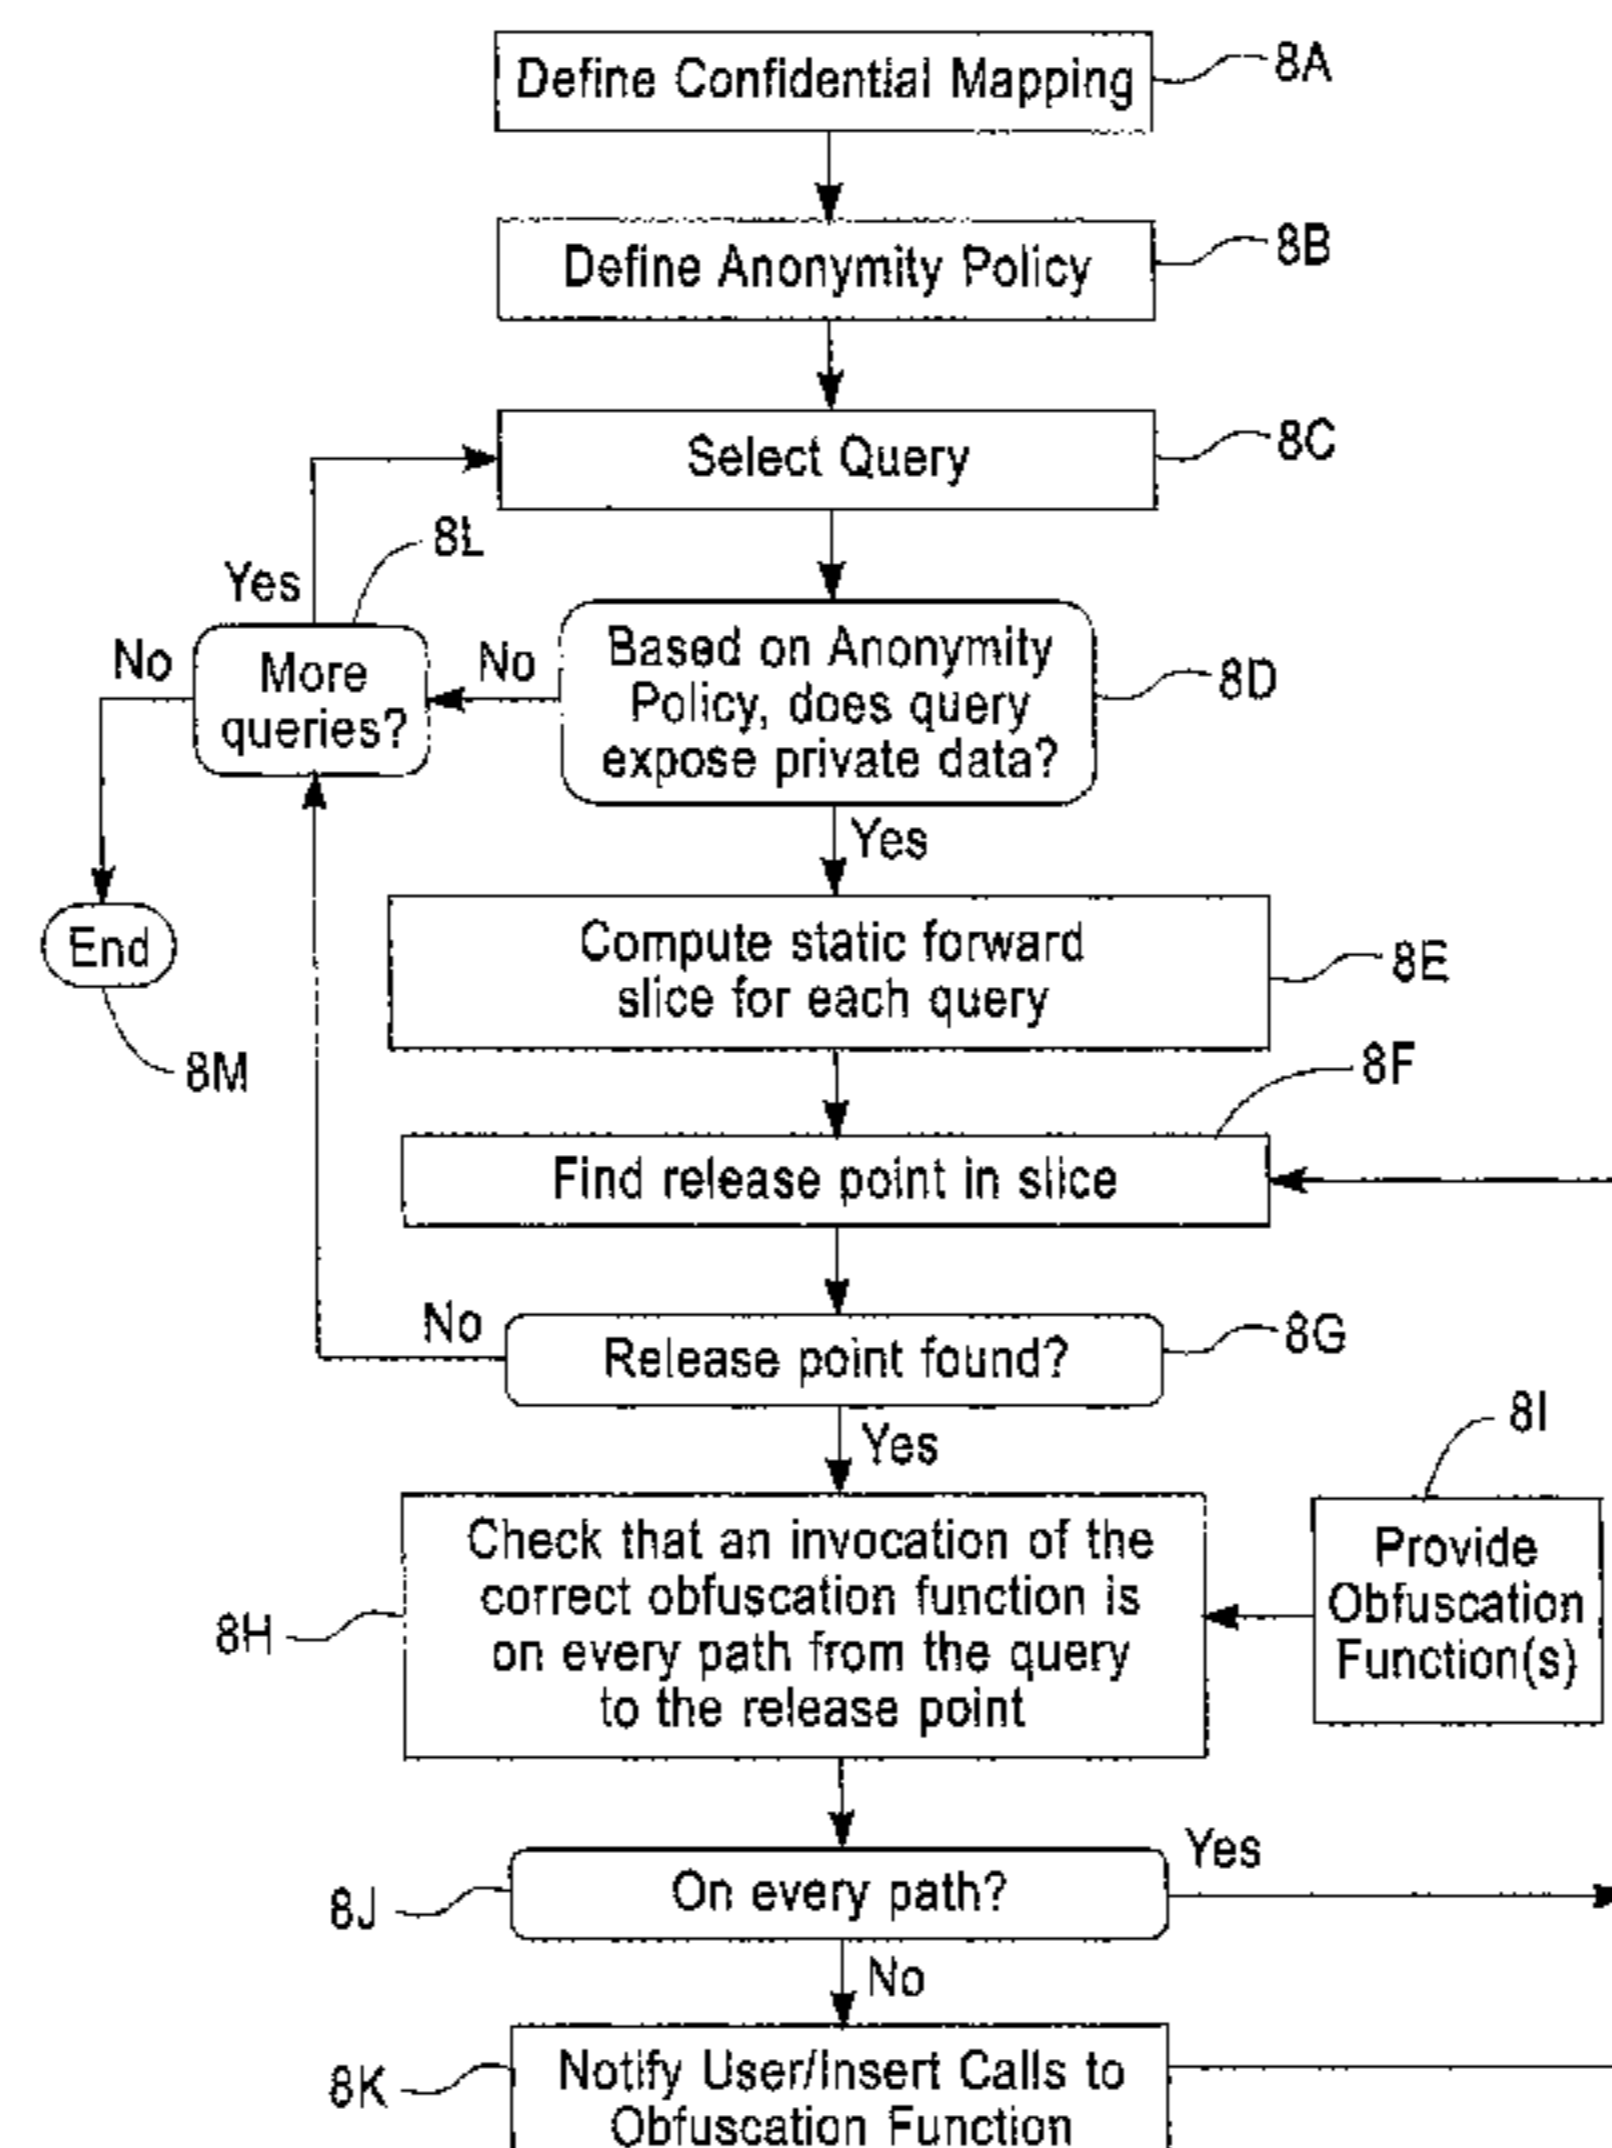 Define Confidential Mapping
8A
Define Anonymity Policy
8B
Select Query
8C
8L
Yes
No
More
queries?
No
Based on Anonymity
Policy, does query
expose private data?
8D
Yes
End
8M
Compute static forward
slice for each query
8E
8F
Find release point in slice
No
Release point found?
8G
Yes
8I
Check that an invocation of the
correct obfuscation function is
on every path from the query
to the release point
8H
Provide
Obfuscation
Function(s)
On every path?
Yes
8J
No
Notify User/Insert Calls to
Obfuscation Function
8K